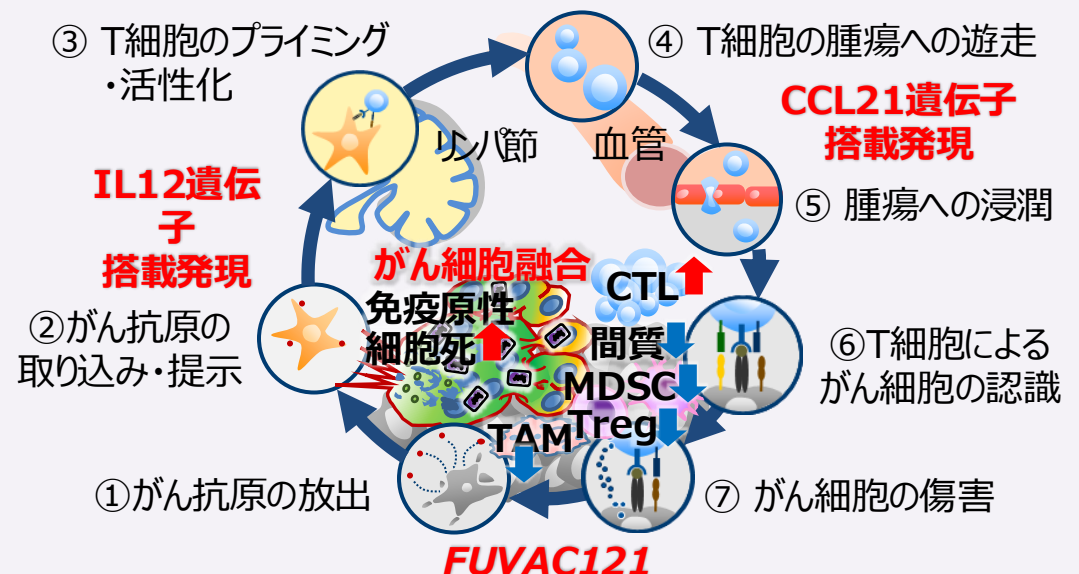 ③ T細胞のプライミング
・活性化
④ T細胞の腫瘍への遊走
CCL21遺伝子
搭載発現
リンパ節
血管
IL12遺伝
子
搭載発現
⑤ 腫瘍への浸潤
がん細胞融合
免疫原性
細胞死
CTL
間質
MDSC
Treg
TAM
②がん抗原の
取り込み・提示
⑥T細胞による
がん細胞の認識
①がん抗原の放出
⑦ がん細胞の傷害
FUVAC121